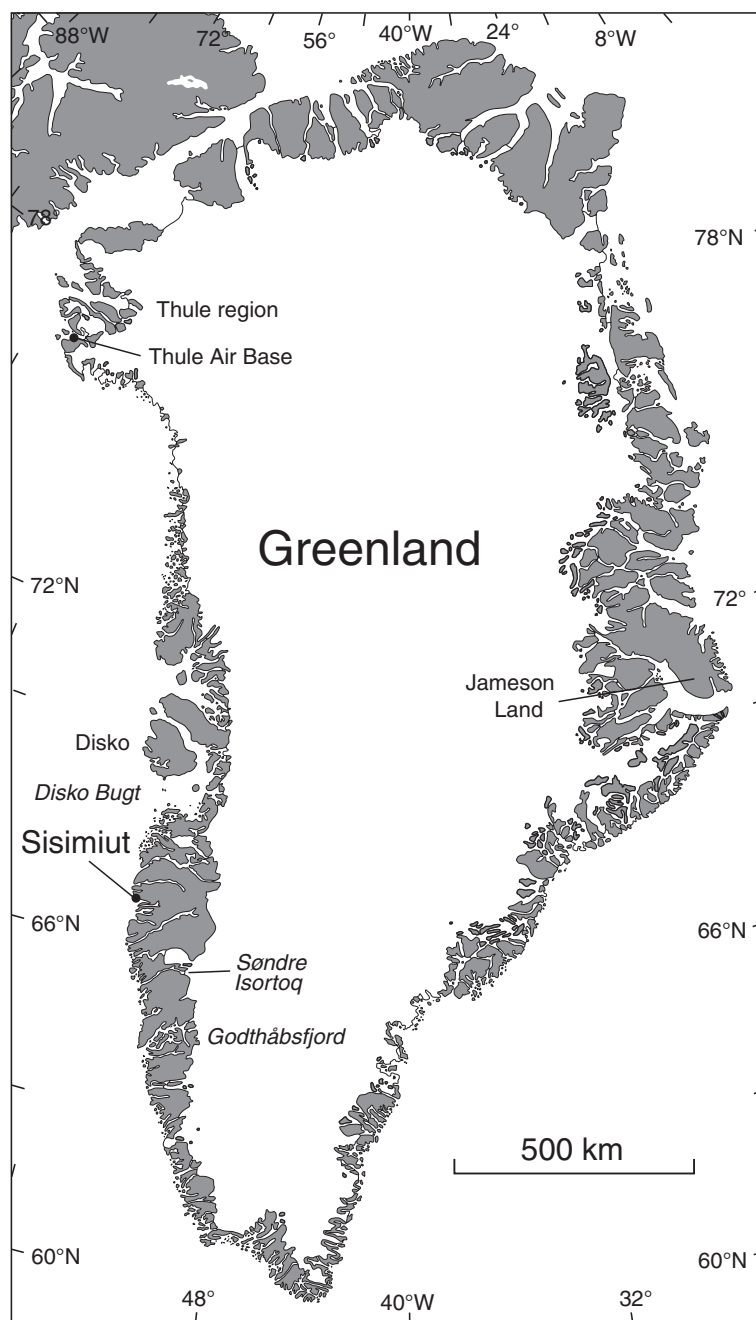 88°W 72° 56° 40°W 24° 8°W
78°
78°N
Thule region
Thule Air Base
Greenland
72°N
72°
Jameson
Land
Disko
Disko Bugt
Sisimiut
66°N
66°N
Søndre
Isortoq
Godthåbsfjord
500 km
60°N
60°N
48° 40°W 32°